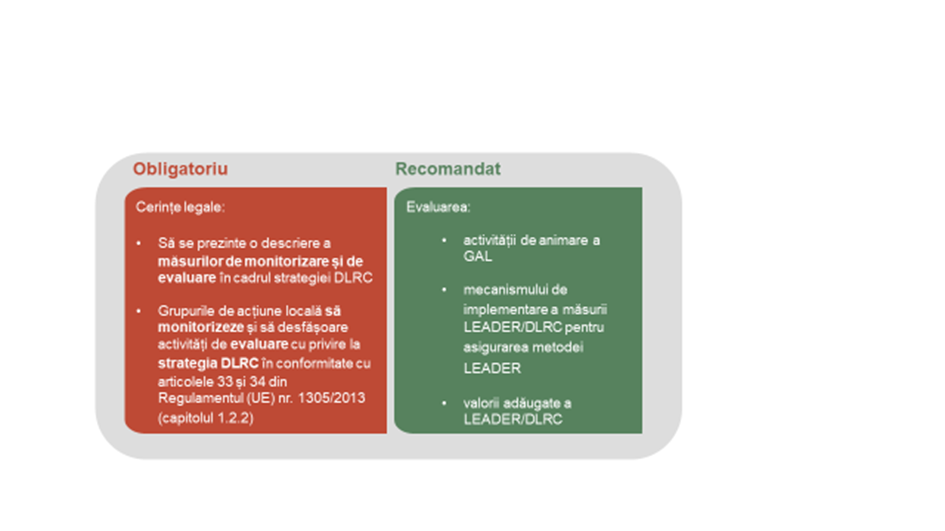 Obligatoriu
Cerințe legale:
• Să se prezinte o descriere a
măsurilor de monitorizare și de
evaluare în cadrul strategiei DLRC
• Grupurile de acțiune locală să
monitorizeze și să desfășoare
activități de evaluare cu privire la
strategia DLRC în conformitate cu
articolele 33 și 34 din
Regulamentul (UE) nr. 1305/2013
(capitolul 1.2.2)
Recomandat
Evaluarea:
• activității de animare a
GAL
• mecanismului de
implementare a măsurii
LEADER/DLRC pentru
asigurarea metodei
LEADER
• valorii adăugate a
LEADER/DLRC